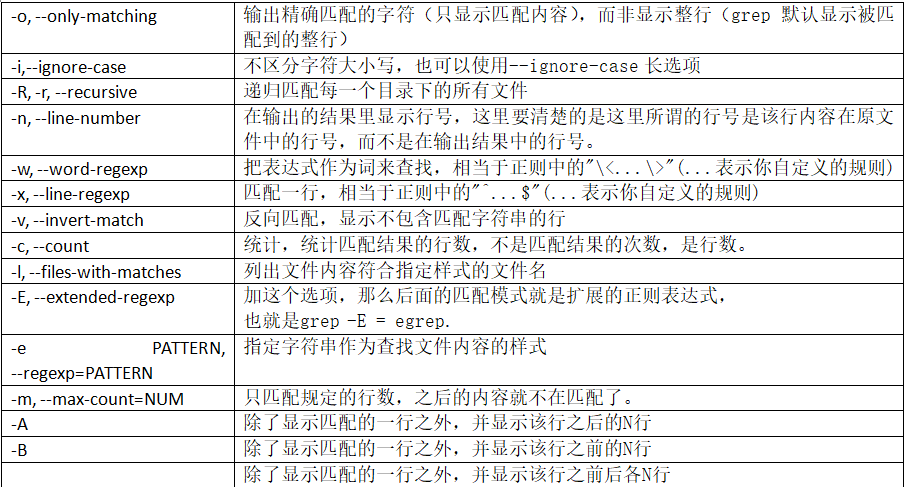 -o, --only-matching
输出精确匹配的字符（只显示匹配内容），而非显示整行（grep 默认显示被匹
配到的整行）
-i,--ignore-case
不区分字符大小写，也可以使用--ignore-case 长选项
-R, -r, --recursive
递归匹配每一个目录下的所有文件
-n, --line-number
在输出的结果里显示行号，这里要清楚的是这里所谓的行号是该行内容在原文
件中的行号，而不是在输出结果中的行号。
-w, --word-regexp
把表达式作为词来查找，相当于正则中的"\<...\>"(...表示你自定义的规则)
-x, --line-regexp
匹配一行，相当于正则中的"^...$"(...表示你自定义的规则)
-v, --invert-match
反向匹配，显示不包含匹配字符串的行
-c, --count
统计，统计匹配结果的行数，不是匹配结果的次数，是行数。
-l, --files-with-matches
列出文件内容符合指定样式的文件名
-E, --extended-regexp
加这个选项，那么后面的匹配模式就是扩展的正则表达式，
也就是grep -E = egrep.
-e PATTERN,
--regexp=PATTERN
指定字符串作为查找文件内容的样式
-m, --max-count=NUM
只匹配规定的行数，之后的内容就不在匹配了。
-A
除了显示匹配的一行之外，并显示该行之后的N行
-B
除了显示匹配的一行之外，并显示该行之前的N行
除了显示匹配的一行之外，并显示该行之前后各N行